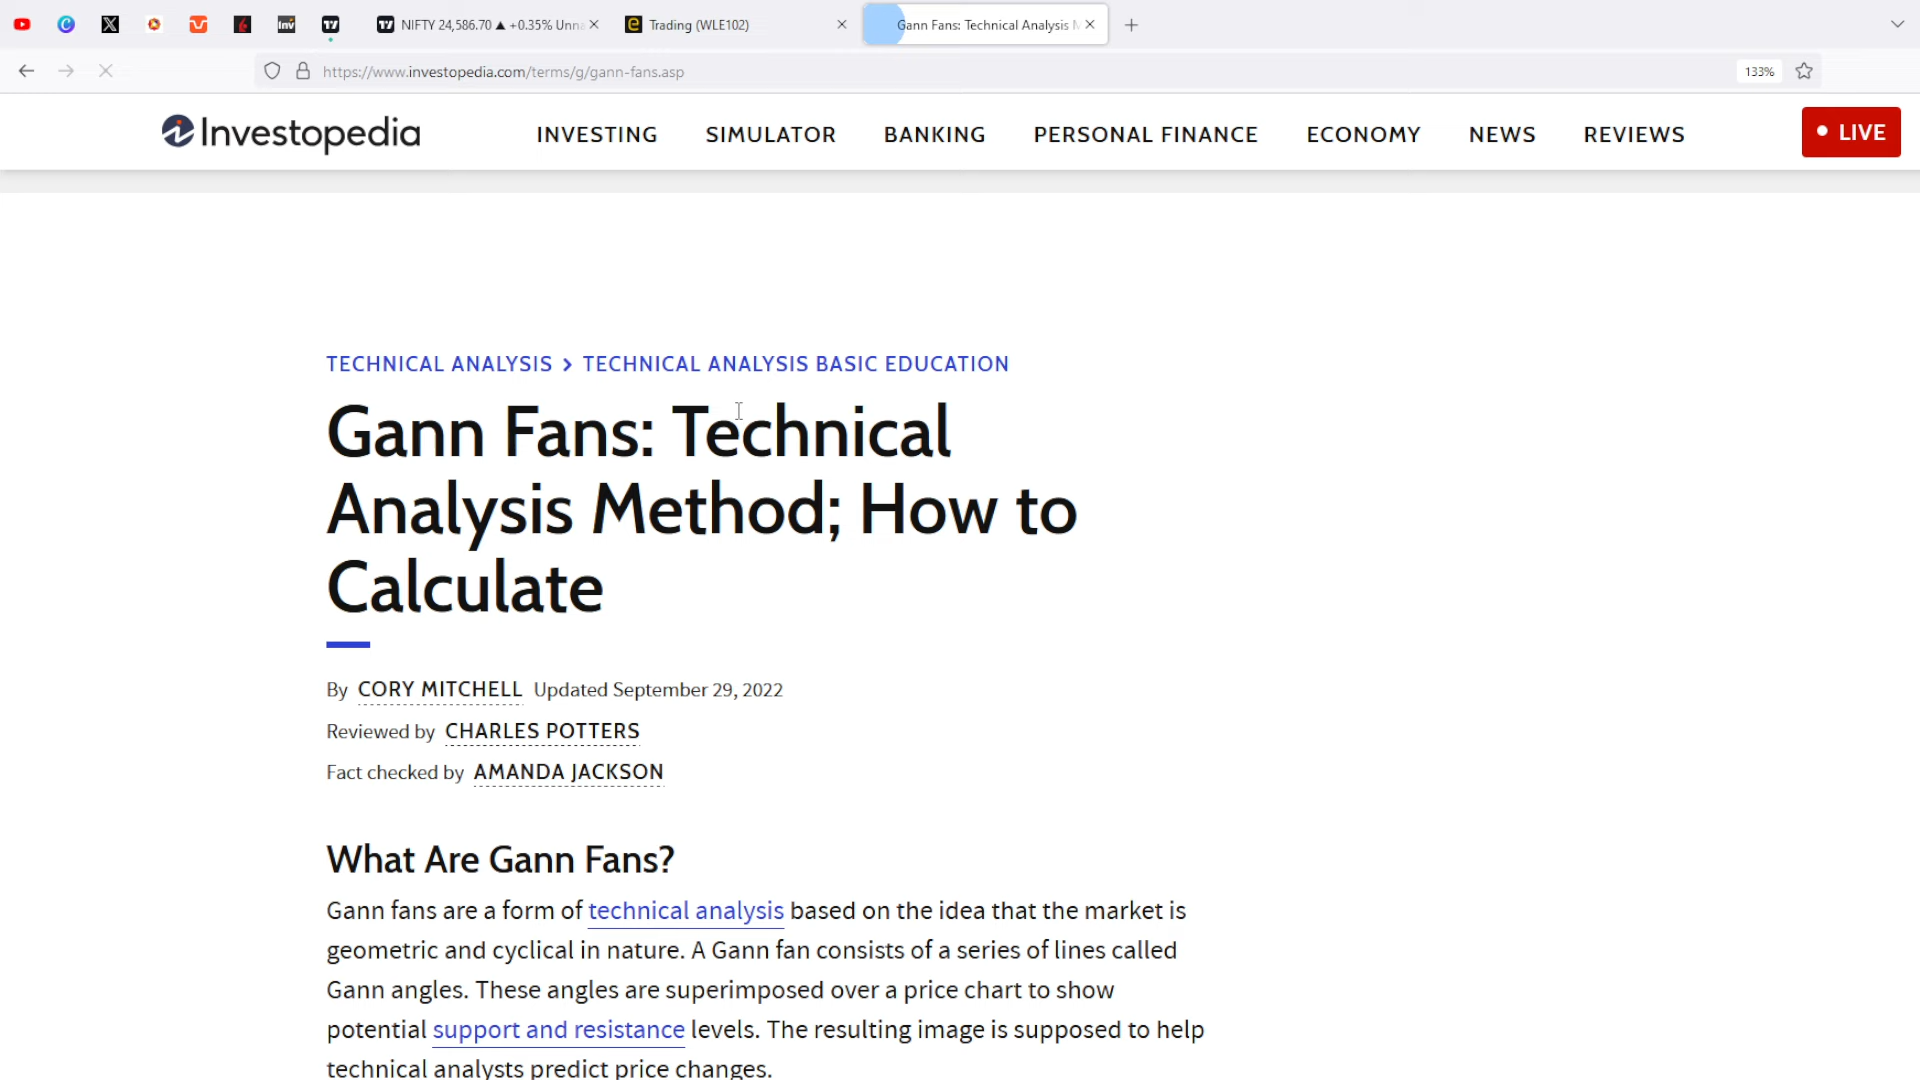 NIFTY 24,586.70 ▲ +0.35% Unna
Trading (WLE102)
Gann Fans: Technical Analysis M
https://www.investopedia.com/terms/g/gann-fans.asp
133%
Investopedia
INVESTING
SIMULATOR
BANKING
PERSONAL FINANCE
ECONOMY
NEWS
REVIEWS
LIVE
TECHNICAL ANALYSIS > TECHNICAL ANALYSIS BASIC EDUCATION
Gann Fans: Technical
Analysis Method; How to
Calculate
By CORY MITCHELL Updated September 29, 2022
Reviewed by CHARLES POTTERS
Fact checked by AMANDA JACKSON
What Are Gann Fans?
Gann fans are a form of technical analysis based on the idea that the market is
geometric and cyclical in nature. A Gann fan consists of a series of lines called
Gann angles. These angles are superimposed over a price chart to show
potential support and resistance levels. The resulting image is supposed to help
technical analysts predict price changes.